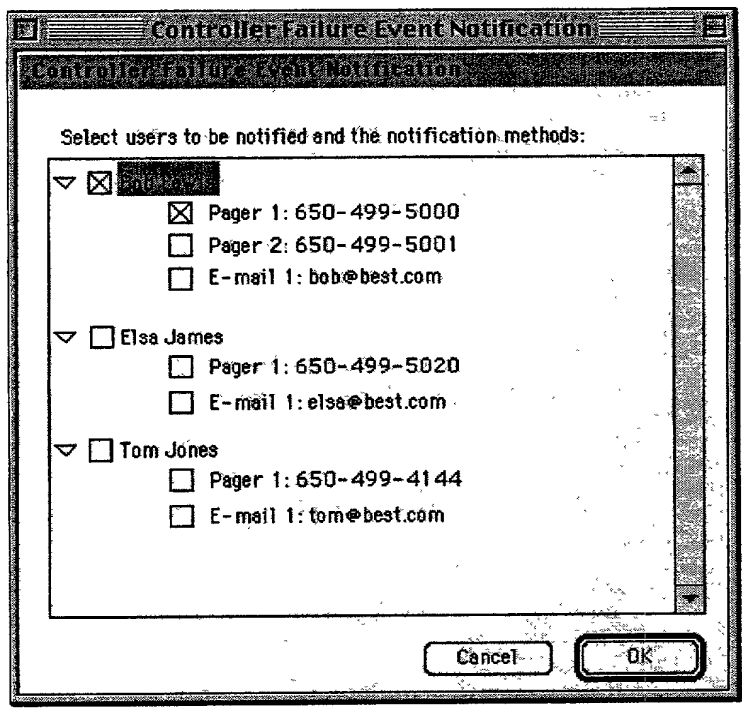 Controller Failure Event Notification
Controller Failure Event Notification
Select users to be notified and the notification methods:
Pager 1: 650-499-5000
Pager 2: 650-499-5001
E-mail 1: bob@best.com
Elsa James
Pager 1: 650-499-5020
E-mail 1: elsa@best.com
Tom Jones
Pager 1: 650-499-4144
E-mail 1: tom@best.com
Cancel
OK